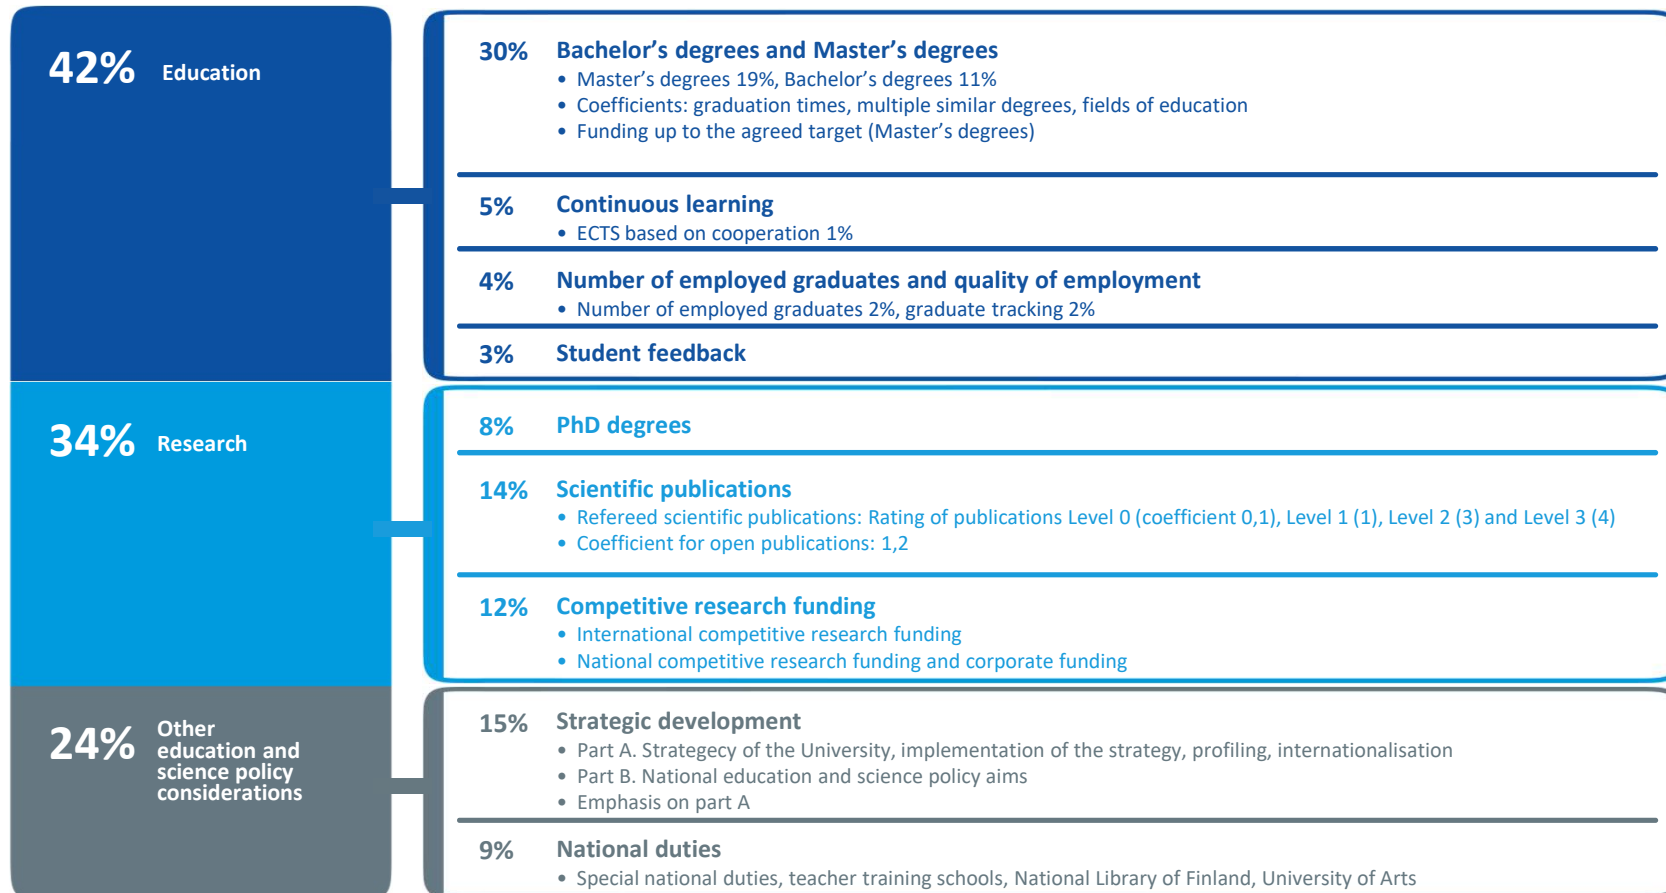 42% Education
30% Bachelor's degrees and Master's degrees
• Master's degrees 19%, Bachelor's degrees 11%
• Coefficients: graduation times, multiple similar degrees, fields of education
• Funding up to the agreed target (Master's degrees)
5% Continuous learning
• ECTS based on cooperation 1%
4% Number of employed graduates and quality of employment
• Number of employed graduates 2%, graduate tracking 2%
3% Student feedback
34% Research
8% PhD degrees
14% Scientific publications
• Refereed scientific publications: Rating of publications Level 0 (coefficient 0,1), Level 1 (1), Level 2 (3) and Level 3 (4)
• Coefficient for open publications: 1,2
12% Competitive research funding
• International competitive research funding
• National competitive research funding and corporate funding
24% Other
education and
science policy
considerations
15% Strategic development
• Part A. Strategecy of the University, implementation of the strategy, profiling, internationalisation
• Part B. National education and science policy aims
• Emphasis on part A
9% National duties
• Special national duties, teacher training schools, National Library of Finland, University of Arts